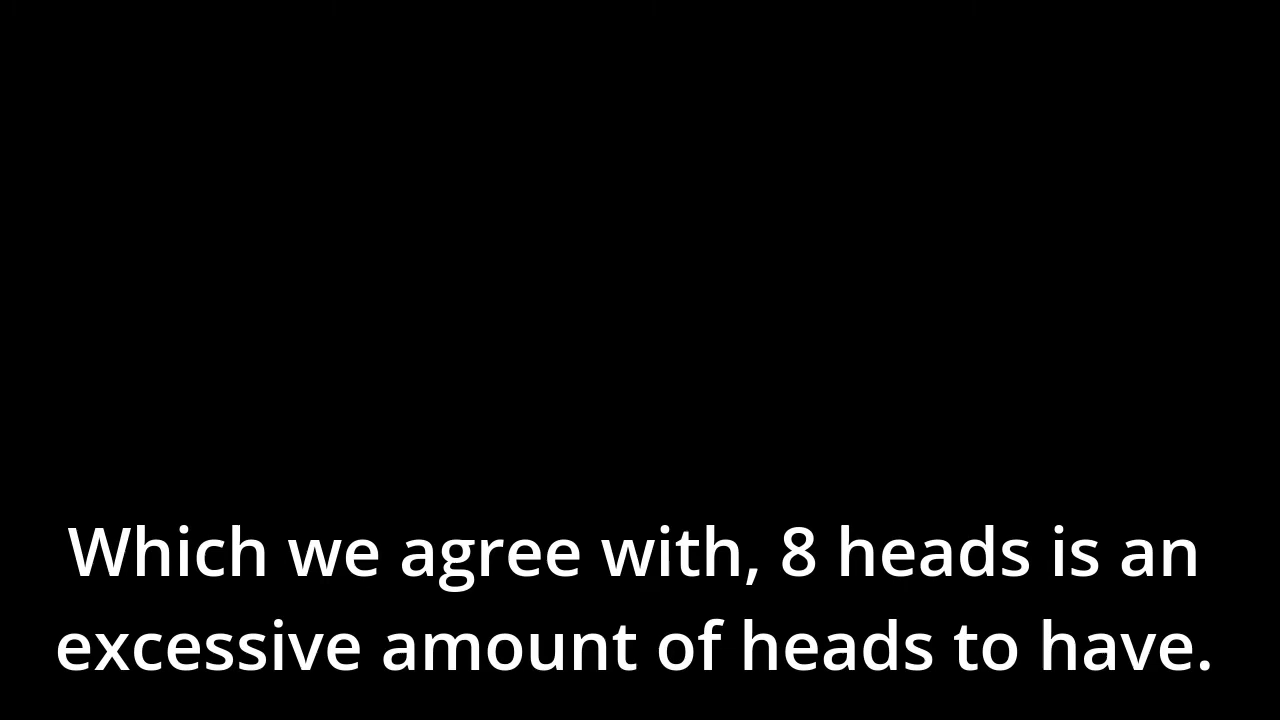 Which we agree with, 8 heads is an
excessive amount of heads to have.